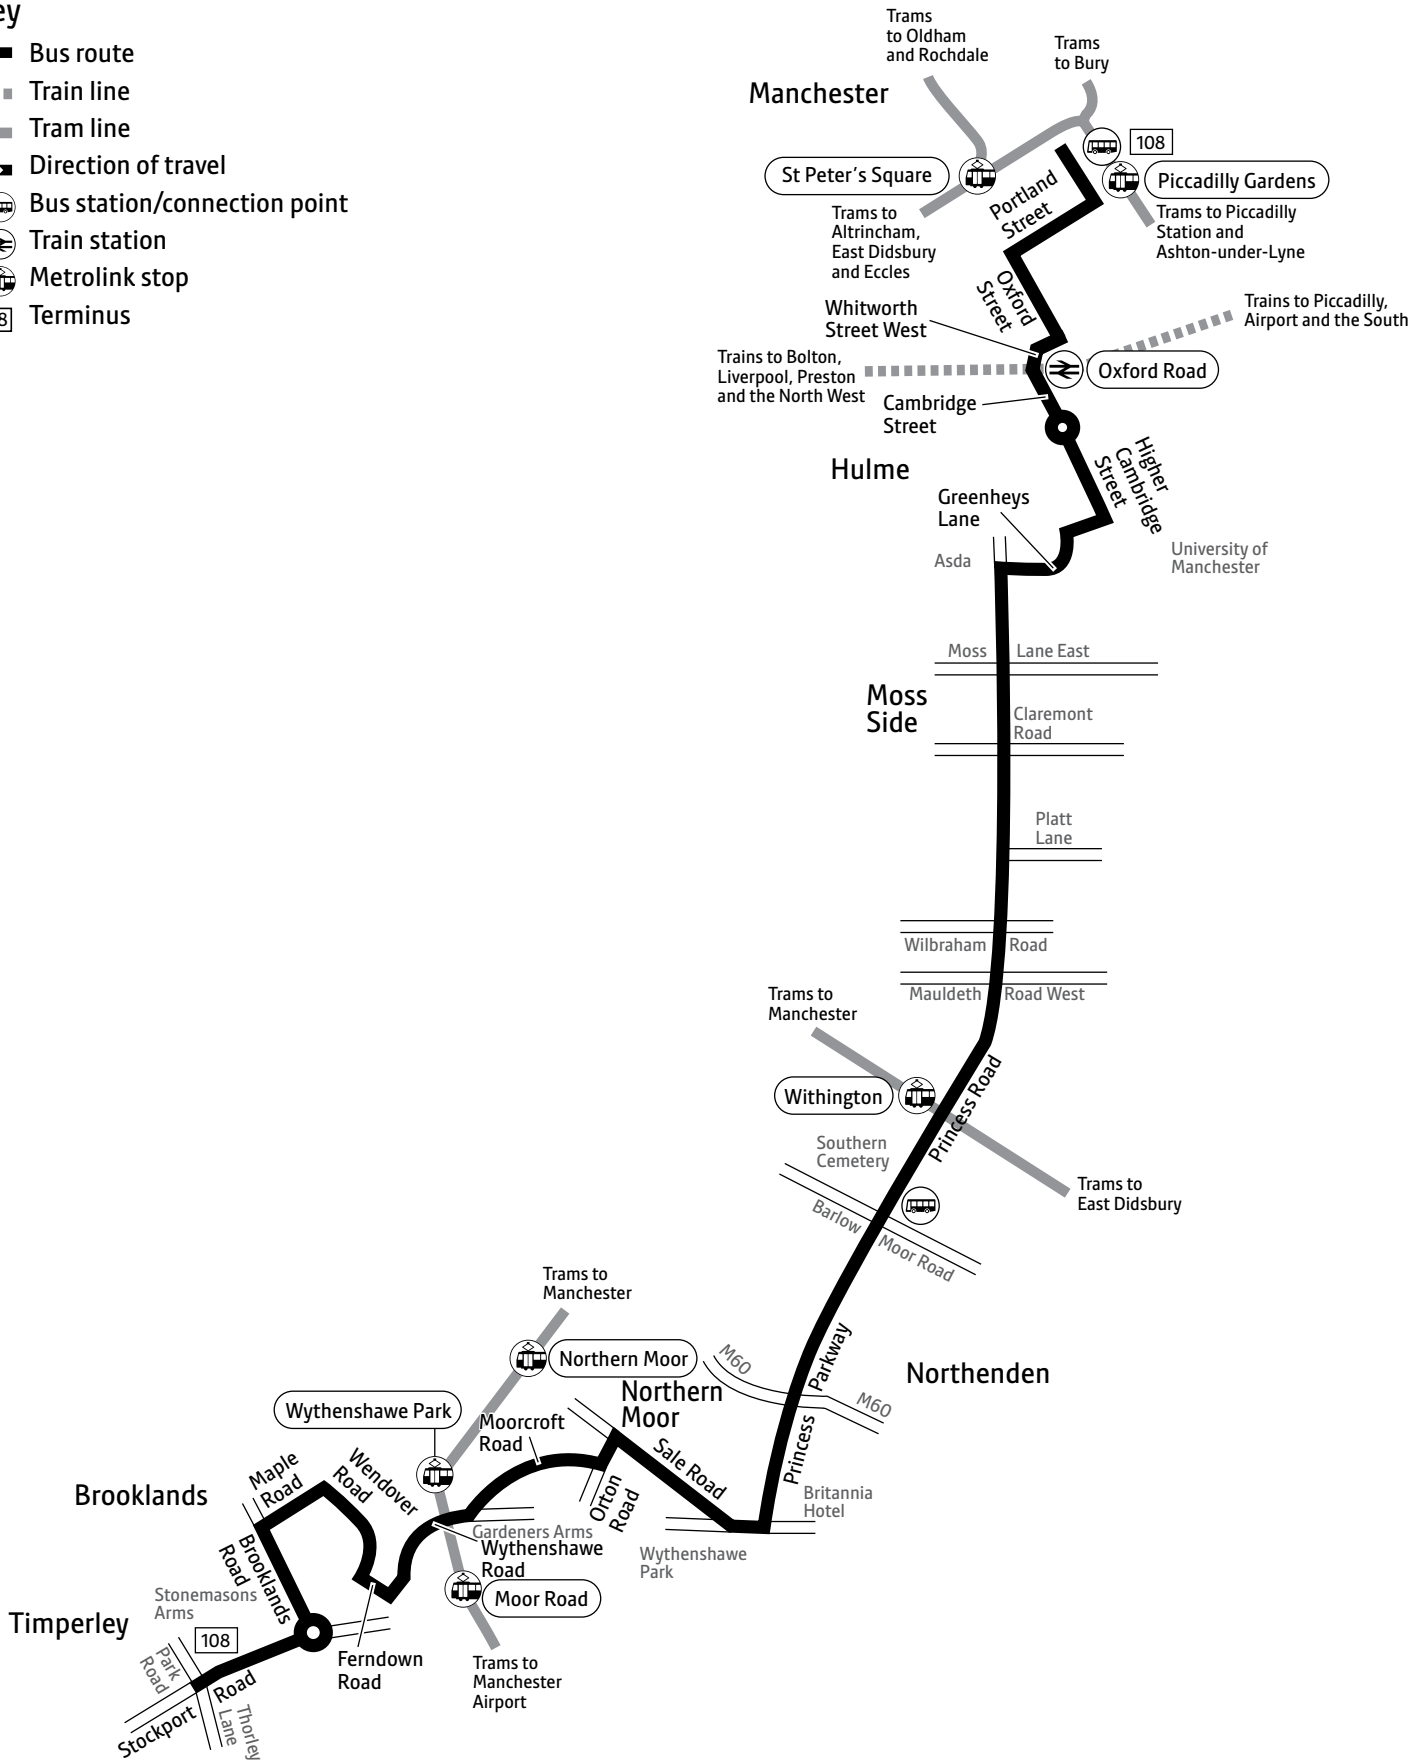 ey
Bus route
Train line
Tram line
Direction of travel
Bus station/connection point
Train station
Metrolink stop
8 Terminus
Trams
to Oldham
and Rochdale
Trams
to Bury
Manchester
108
St Peter's Square
Piccadilly Gardens
Portland
Street
Trams to
Altrincham,
East Didsbury
and Eccles
Trams to Piccadilly
Station and
Ashton-under-Lyne
Oxford
Street
Whitworth
Street West
Trains to Piccadilly,
Airport and the South
Trains to Bolton,
Liverpool, Preston
and the North West
Oxford Road
Cambridge
Street
Hulme
Higher
Cambridge
Street
Greenheys
Lane
Asda
University of
Manchester
Moss Lane East
Moss
Side
Claremont
Road
Platt
Lane
Wilbraham Road
Mauldeth Road West
Trams to
Manchester
Withington
Princess Road
Southern
Cemetery
Trams to
East Didsbury
Barlow Moor Road
Trams to
Manchester
Northern Moor
M60
Princess Parkway
Northenden
M60
Northern
Moor
Wythenshawe Park
Moorcroft
Road
Sale Road
Maple
Road
Wendover
Road
Brooklands
Orton
Road
Britannia
Hotel
Gardeners Arms
Wythenshawe
Road
Wythenshawe
Park
Brooklands
Road
Stonemasons
Arms
Moor Road
Timperley
108
Ferndown
Road
Park
Road
Trams to
Manchester
Airport
Stockport Road
Thorley
Lane